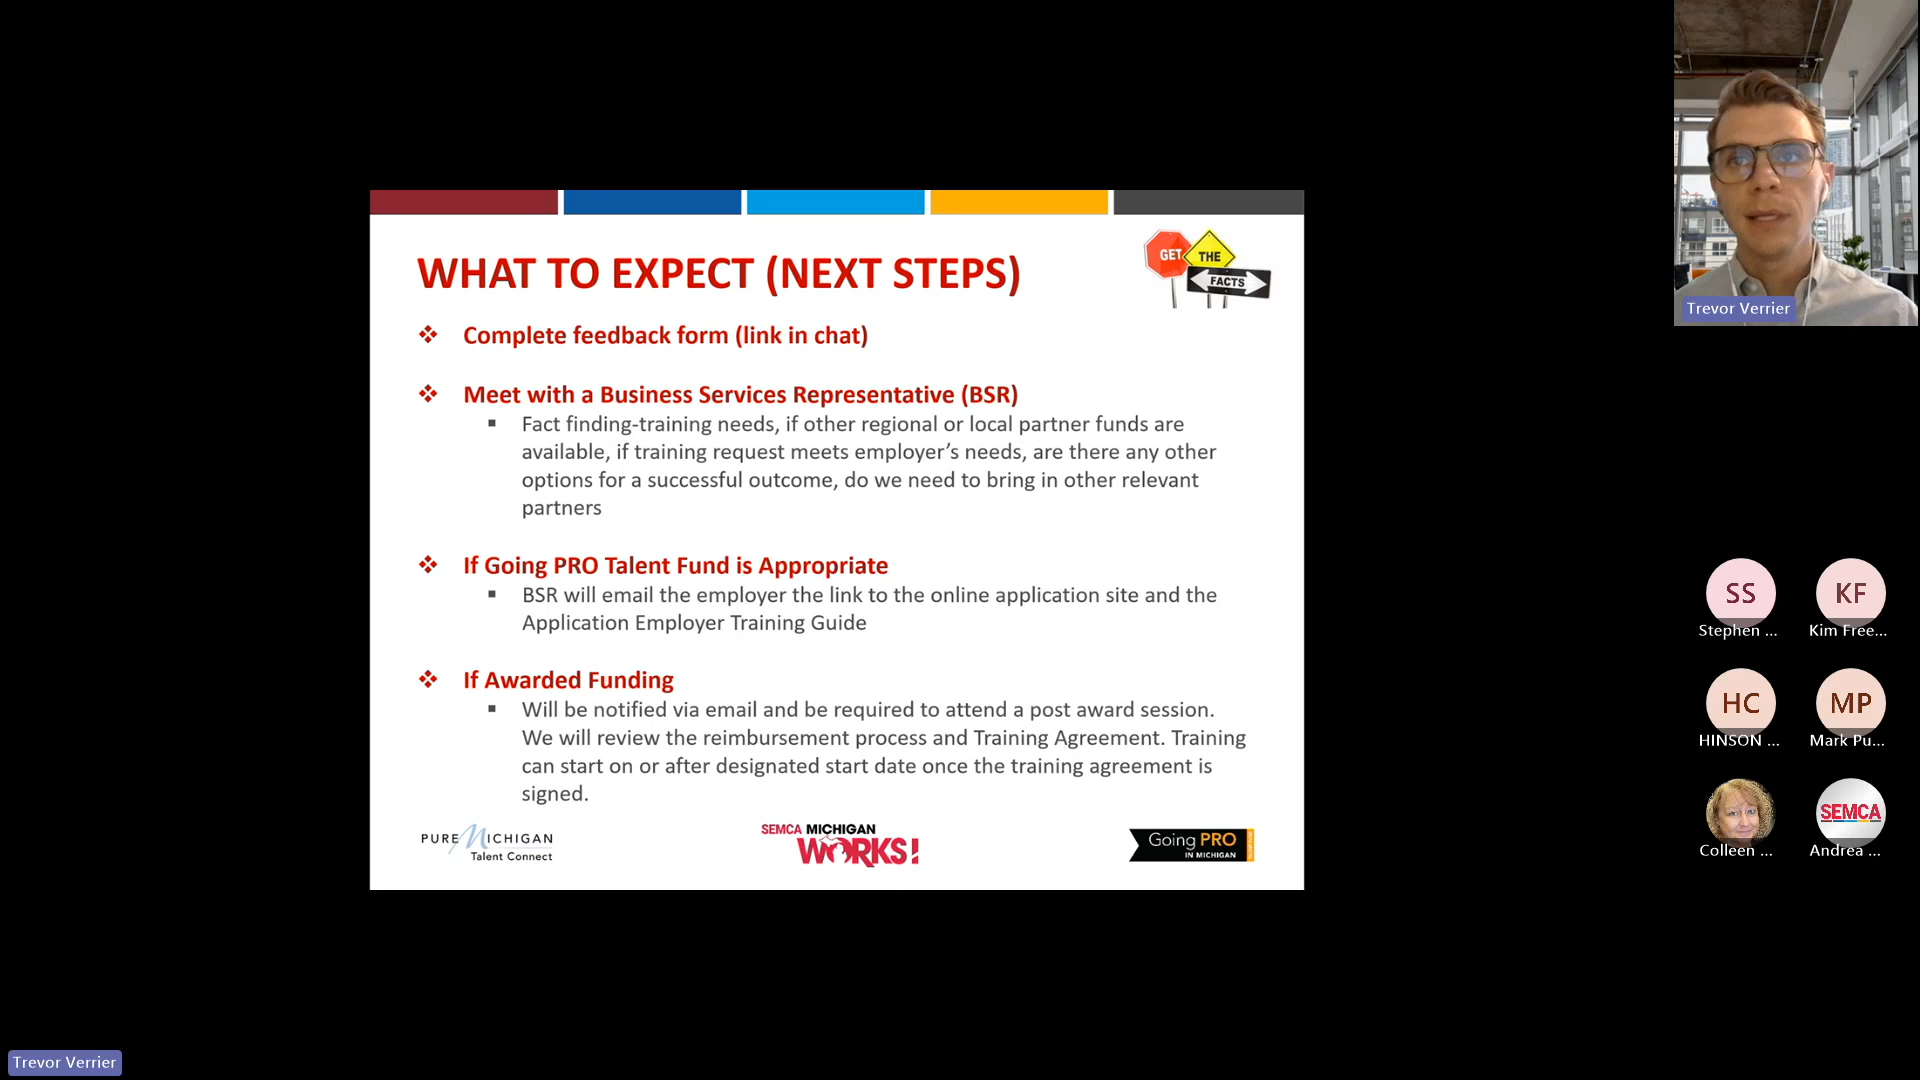 GET THE
FACTS
WHAT TO EXPECT (NEXT STEPS)
❖ Complete feedback form (link in chat)
❖ Meet with a Business Services Representative (BSR)
▪ Fact finding-training needs, if other regional or local partner funds are
available, if training request meets employer’s needs, are there any other
options for a successful outcome, do we need to bring in other relevant
partners
❖ If Going PRO Talent Fund is Appropriate
▪ BSR will email the employer the link to the online application site and the
Application Employer Training Guide
❖ If Awarded Funding
▪ Will be notified via email and be required to attend a post award session.
We will review the reimbursement process and Training Agreement. Training
can start on or after designated start date once the training agreement is
signed.
PURE MICHIGAN
Talent Connect
SEMCA MICHIGAN
WORKS!
Going PRO
IN MICHIGAN
Trevor Verrier
SS KF
Stephen ... Kim Free...
HC MP
HINSON ... Mark Pu...
SEMCA
Colleen ... Andrea ...
Trevor Verrier